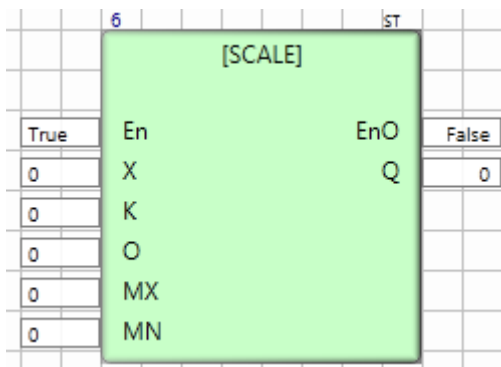 6 ST
[SCALE]
True En EnO False
0 X Q 0
0 K
0 O
0 MX
0 MN